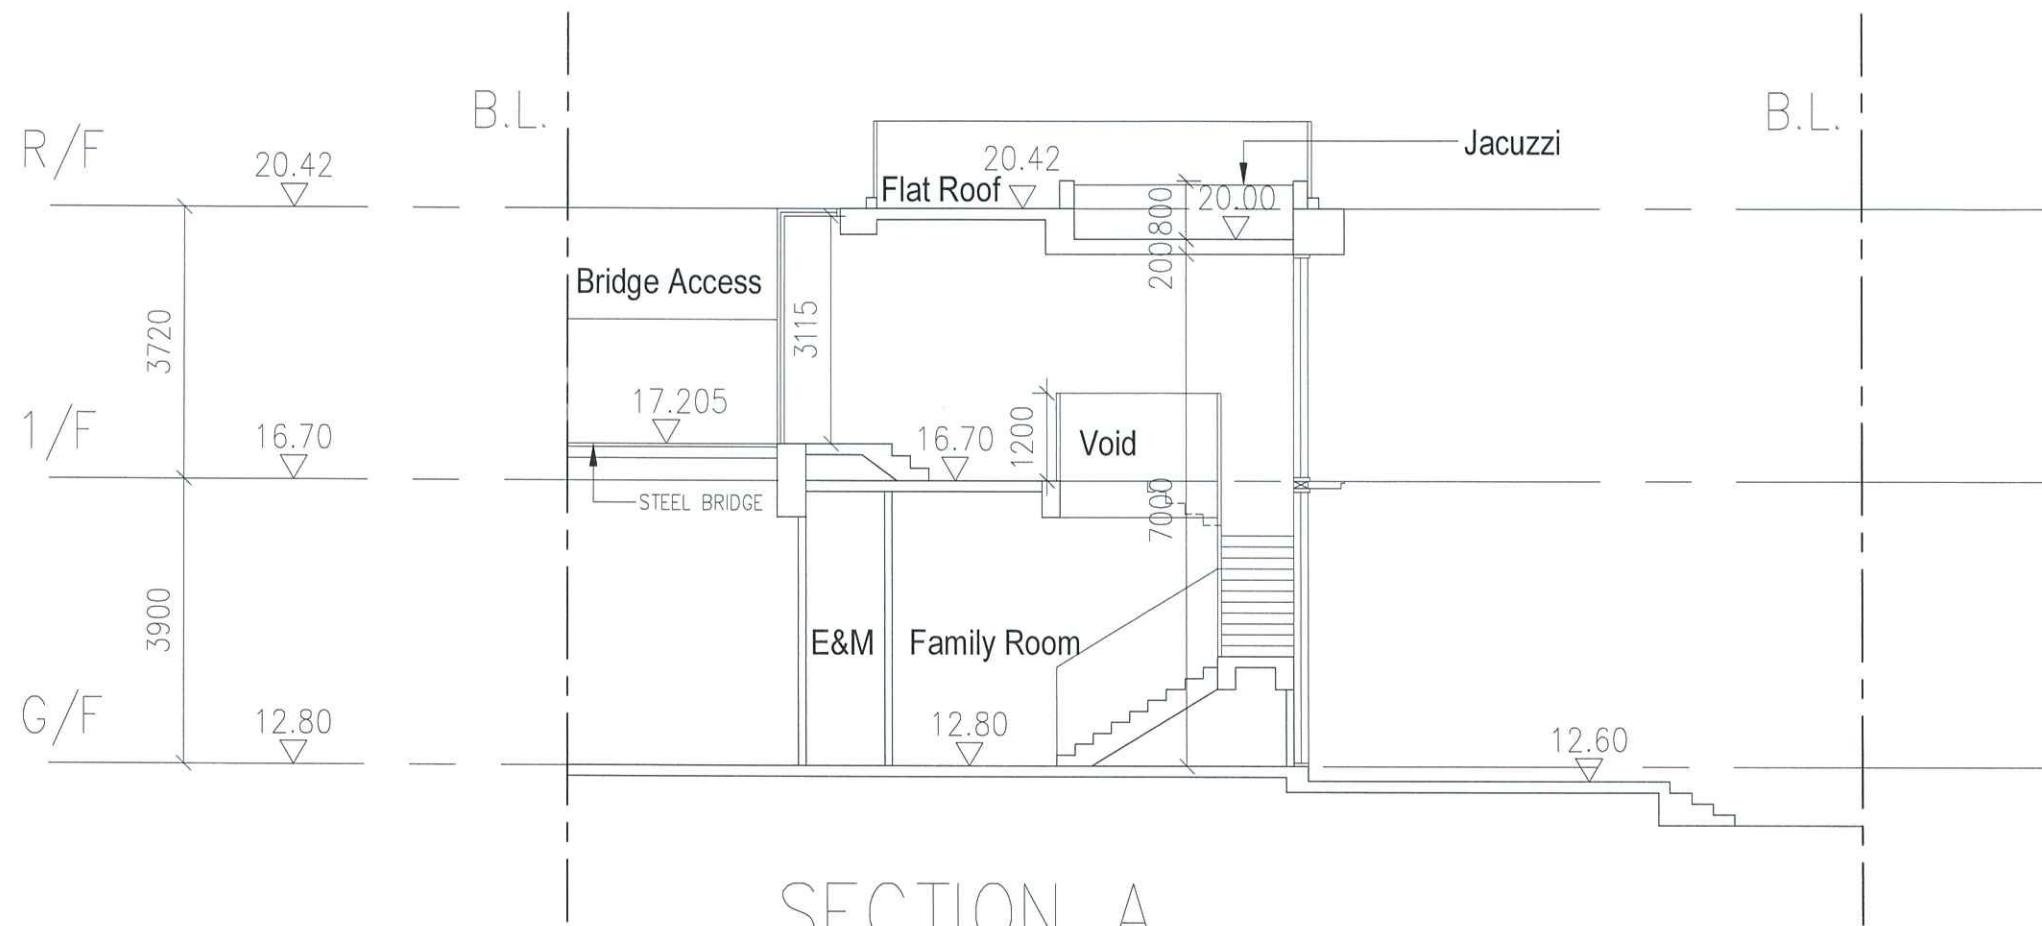 B.L.
B.L.
R/F
20.42
20.42
Jacuzzi
Flat Roof
800
20.00
200
Bridge Access
3720
3115
17.205
1/F
16.70
16.70
1200
Void
STEEL BRIDGE
7000
3900
E&M
Family Room
G/F
12.80
12.80
12.60
SECTION A